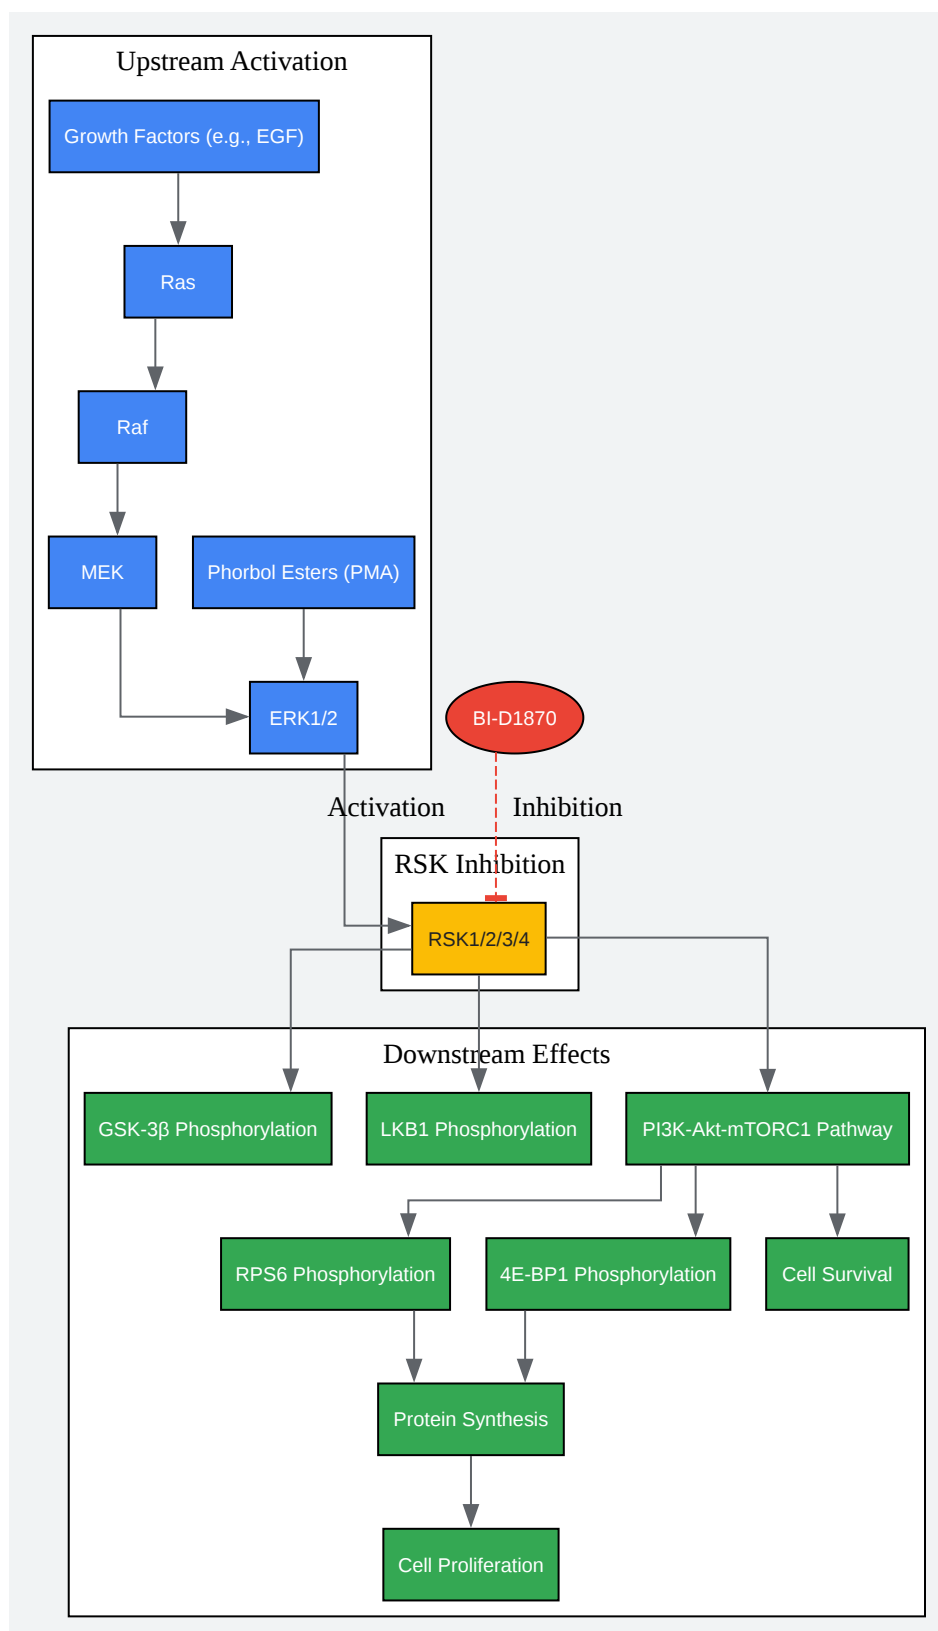 Upstream Activation
Growth Factors (e.g., EGF)
Ras
Raf
MEK
Phorbol Esters (PMA)
ERK1/2
BI-D1870
Activation
Inhibition
RSK Inhibition
RSK1/2/3/4
Downstream Effects
GSK-3β Phosphorylation
LKB1 Phosphorylation
PI3K-Akt-mTORC1 Pathway
RPS6 Phosphorylation
4E-BP1 Phosphorylation
Cell Survival
Protein Synthesis
Cell Proliferation